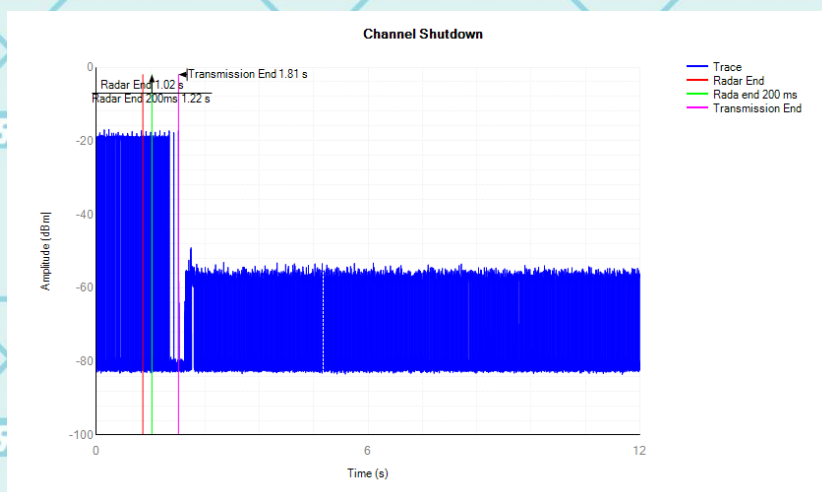 Channel Shutdown
Transmission End 1.81 s
Radar End 1.02 s
Radar End 200ms 1.22 s
Trace
Radar End
Rada end 200 ms
Transmission End
0
-20
-40
-60
-80
-100
Amplitude (dBm)
0
6
12
Time (s)